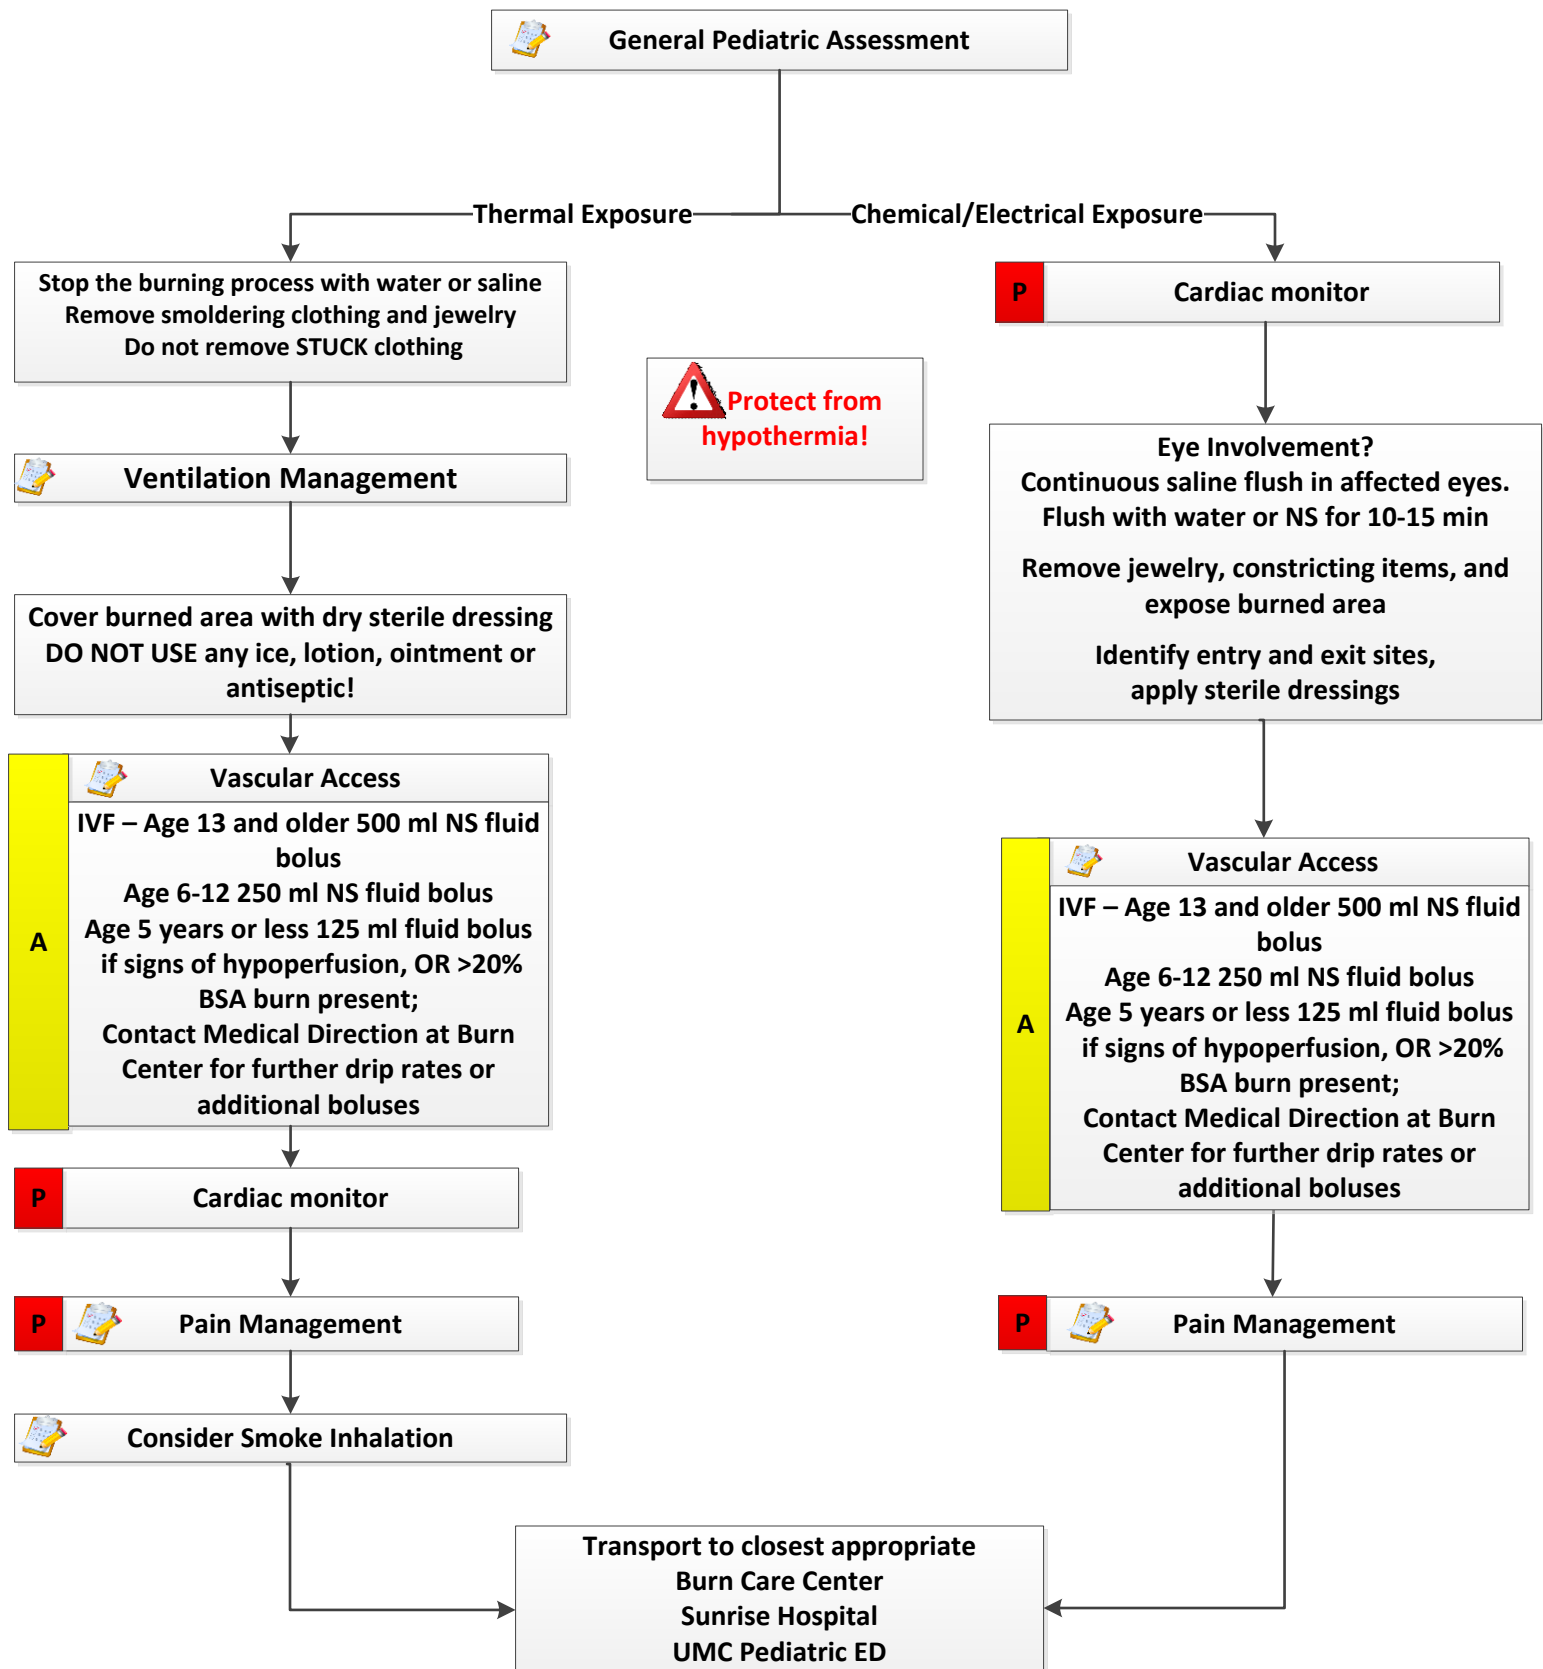 General Pediatric Assessment
Thermal Exposure
Chemical/Electrical Exposure
Stop the burning process with water or saline
Remove smoldering clothing and jewelry
Do not remove STUCK clothing
P
Cardiac monitor
Protect from
hypothermia!
Ventilation Management
Eye Involvement?
Continuous saline flush in affected eyes.
Flush with water or NS for 10-15 min
Remove jewelry, constricting items, and
expose burned area
Identify entry and exit sites,
apply sterile dressings
Cover burned area with dry sterile dressing
DO NOT USE any ice, lotion, ointment or
antiseptic!
A
Vascular Access
IVF – Age 13 and older 500 ml NS fluid
bolus
Age 6-12 250 ml NS fluid bolus
Age 5 years or less 125 ml fluid bolus
if signs of hypoperfusion, OR >20%
BSA burn present;
Contact Medical Direction at Burn
Center for further drip rates or
additional boluses
A
Vascular Access
IVF – Age 13 and older 500 ml NS fluid
bolus
Age 6-12 250 ml NS fluid bolus
Age 5 years or less 125 ml fluid bolus
if signs of hypoperfusion, OR >20%
BSA burn present;
Contact Medical Direction at Burn
Center for further drip rates or
additional boluses
P
Cardiac monitor
P
Pain Management
P
Pain Management
Consider Smoke Inhalation
Transport to closest appropriate
Burn Care Center
Sunrise Hospital
UMC Pediatric ED